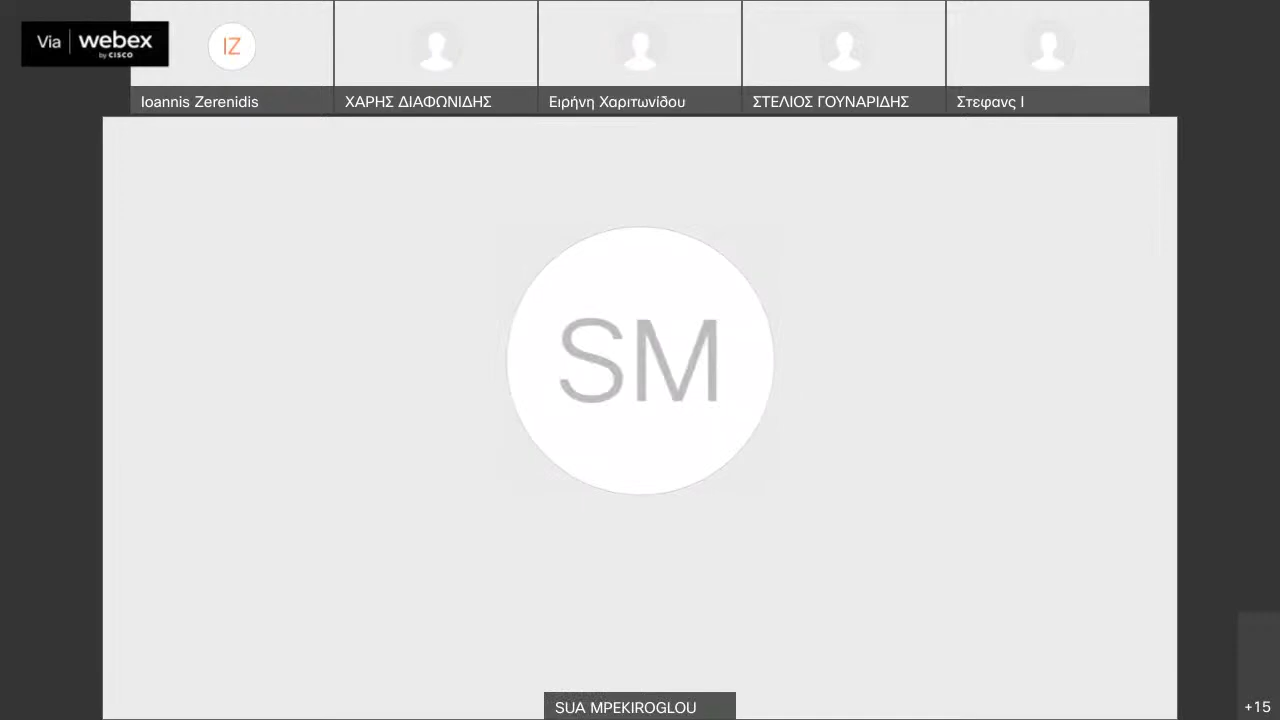 Via webex
by CISCO
IZ
Ioannis Zerenidis
ΧΑΡΗΣ ΔΙΑΦΩΝΙΔΗΣ
Ειρήνη Χαριτωνίδου
ΣΤΕΛΙΟΣ ΓΟΥΝΑΡΙΔΗΣ
Στεφανς Ι
SM
SUA MPEKIROGLOU
+15